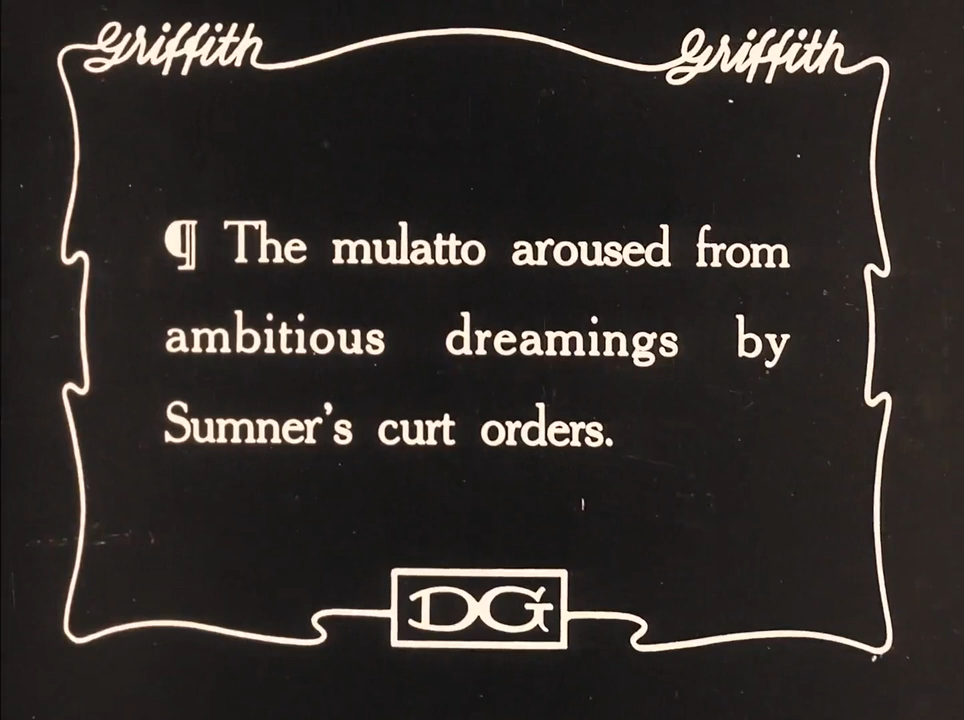 Griffith Griffith
¶ The mulatto aroused from
ambitious dreamings by
Sumner's curt orders.
DG